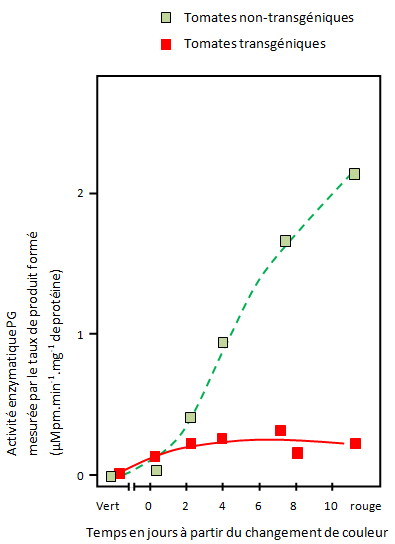 Tomates non-transgéniques
Tomates transgéniques
Activité enzymatique PG
mesurée par le taux de produit formé
(µMpm.min⁻¹.mg⁻¹ de protéine)
2
1
0
Vert 0 2 4 6 8 10 rouge
Temps en jours à partir du changement de couleur